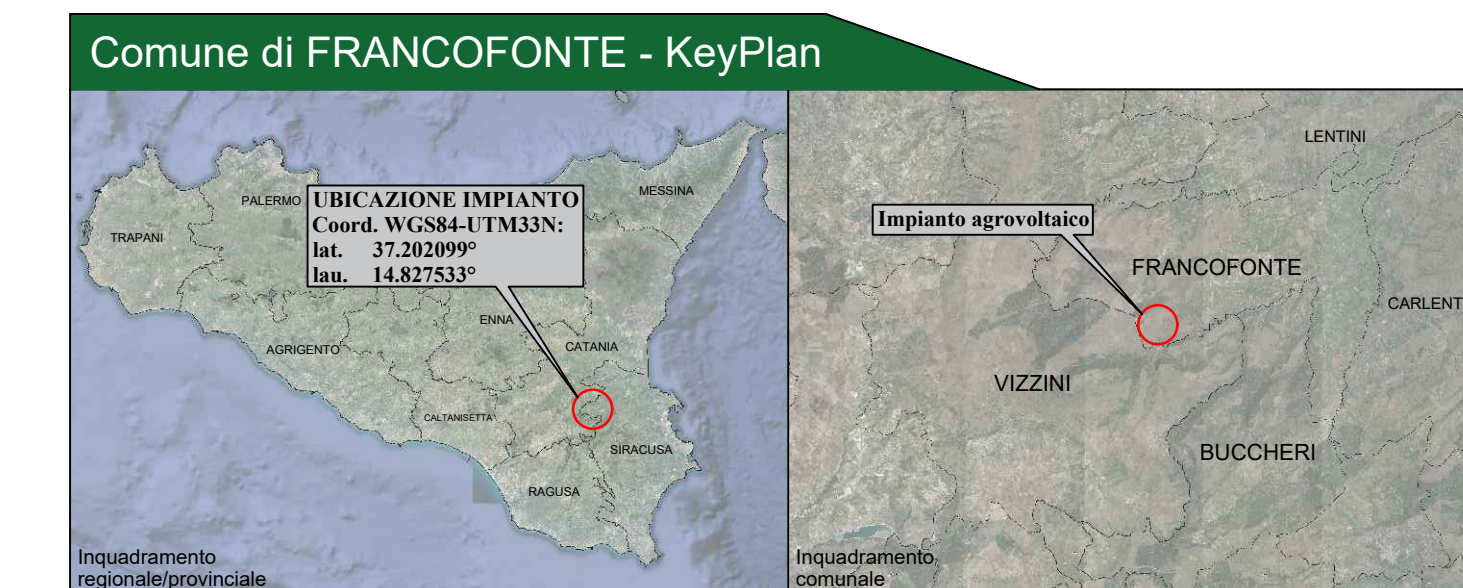 Comune di FRANCOFONTE - KeyPlan
MESSINA
PALERMO
TRAPANI
UBICAZIONE IMPIANTO
Coord. WGS84-UTM33N:
lat. 37.202099°
lau. 14.827533°
ENNA
AGRIGENTO
CATANIA
CALTANISETTA
SIRACUSA
RAGUSA
Inquadramento
regionale/provinciale
LENTINI
Impianto agrovoltaico
FRANCOFONTE
CARLENT
VIZZINI
BUCCHERI
Inquadramento
comunale